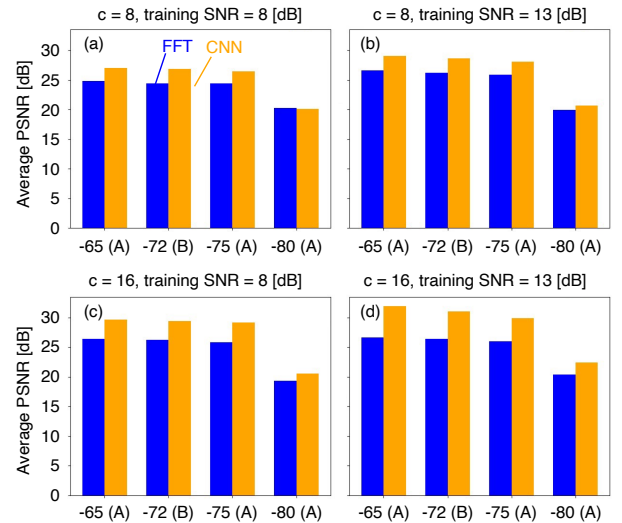 c = 8, training SNR = 8 [dB]
c = 8, training SNR = 13 [dB]
Average PSNR [dB]
30
25
20
15
10
5
0
(a)
FFT
CNN
(b)
-65 (A) -72 (B) -75 (A) -80 (A)
-65 (A) -72 (B) -75 (A) -80 (A)
c = 16, training SNR = 8 [dB]
c = 16, training SNR = 13 [dB]
Average PSNR [dB]
30
25
20
15
10
5
0
(c)
(d)
-65 (A) -72 (B) -75 (A) -80 (A)
-65 (A) -72 (B) -75 (A) -80 (A)